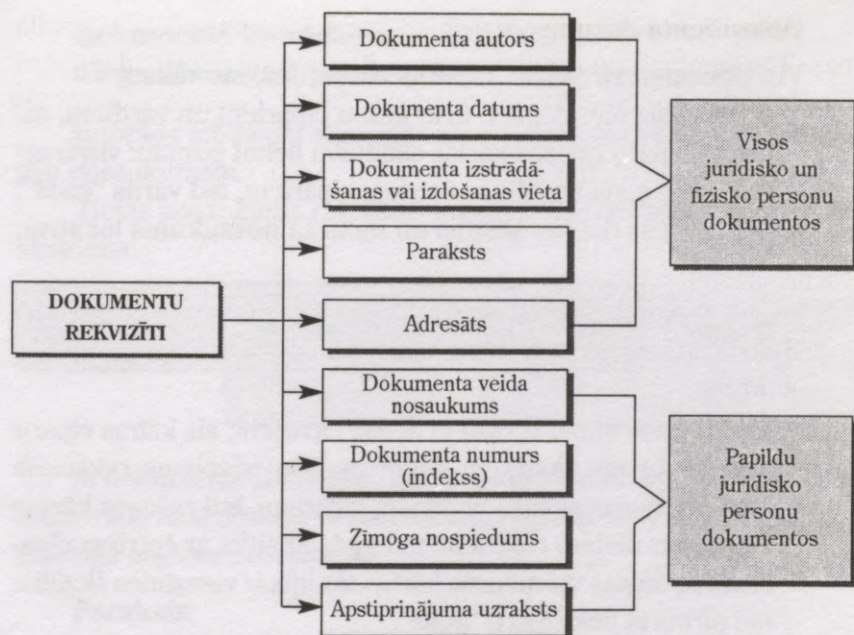 Dokumenta autors
Dokumenta datums
Dokumenta izstrādā-
šanas vai izdošanas vieta
Paraksts
DOKUMENTU
REKVIZĪTI
Adresāts
Dokumenta veida
nosaukums
Dokumenta numurs
(indekss)
Zīmoga nospiedums
Apstiprinājuma uzraksts
Visos
juridisko un
fizisko personu
dokumentos
Papildu
juridisko
personu
dokumentos